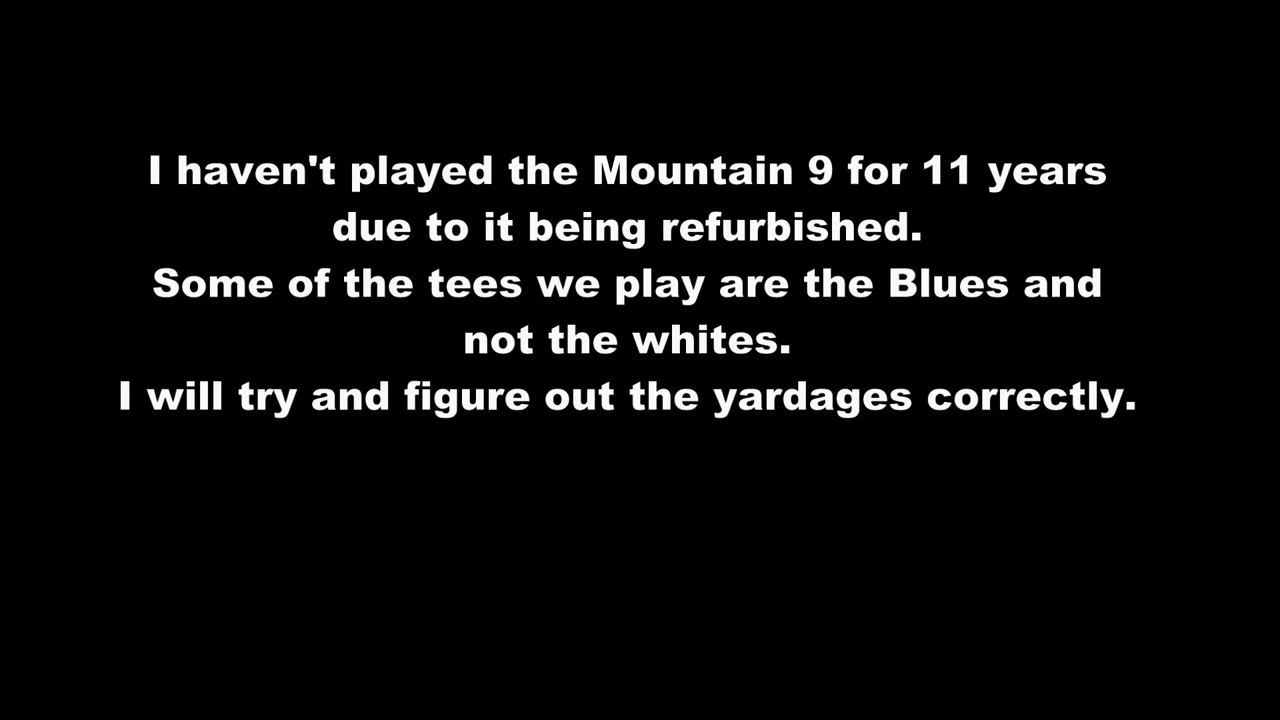 I haven't played the Mountain 9 for 11 years
due to it being refurbished.
Some of the tees we play are the Blues and
not the whites.
I will try and figure out the yardages correctly.